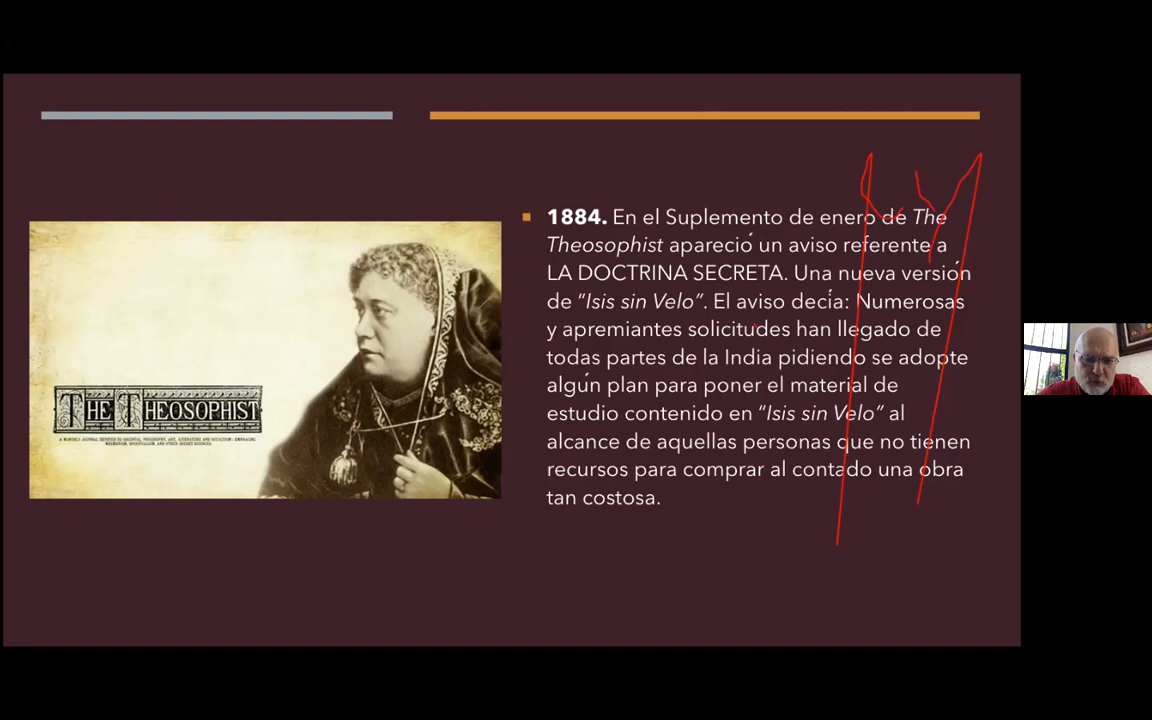 THE THEOSOPHIST
1884. En el Suplemento de enero de The
Theosophist apareció un aviso referente a
LA DOCTRINA SECRETA. Una nueva versión
de “Isis sin Velo”. El aviso decía: Numerosas
y apremiantes solicitudes han llegado de
todas partes de la India pidiendo se adopte
algún plan para poner el material de
estudio contenido en “Isis sin Velo” al
alcance de aquellas personas que no tienen
recursos para comprar al contado una obra
tan costosa.